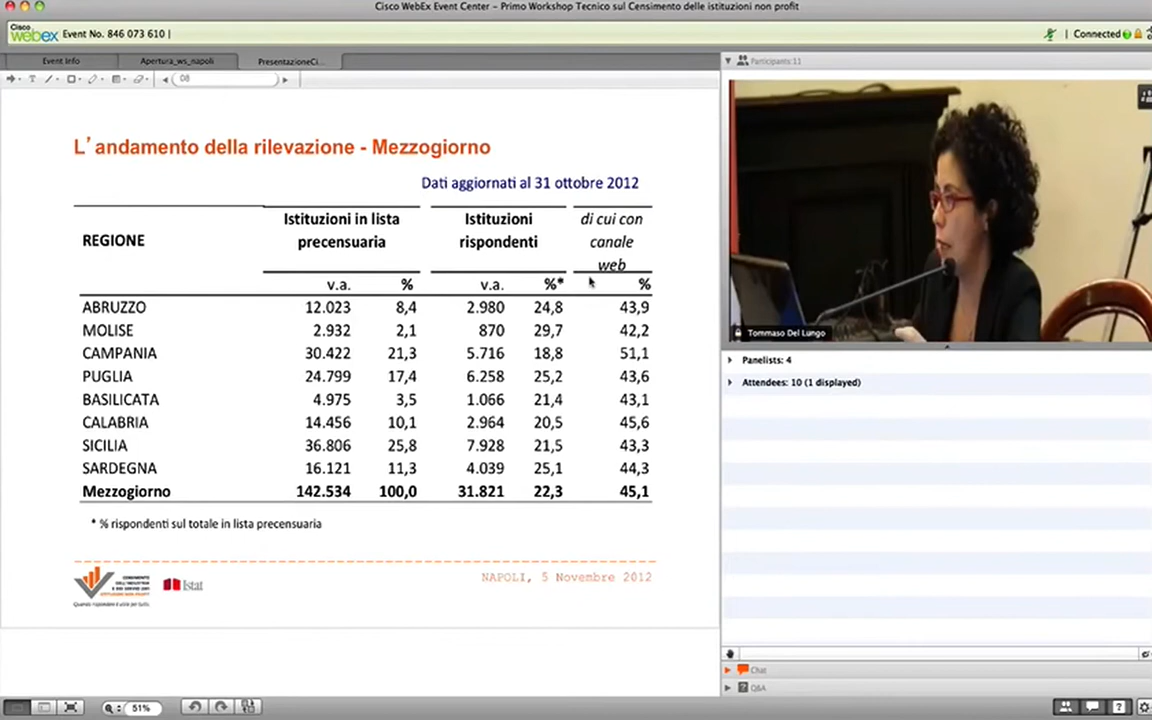 Cisco WebEx Event Center - Primo Workshop Tecnico sul Censimento delle istituzioni non profit
Cisco webex Event No. 846 073 610 |
| Connected
Event Info
Apertura_ws_napoli
PresentazioneCi...
08
51%
L'andamento della rilevazione - Mezzogiorno
Dati aggiornati al 31 ottobre 2012
REGIONE
Istituzioni in lista precensuaria
Istituzioni rispondenti
di cui con canale web
v.a. % v.a. %* %
ABRUZZO 12.023 8,4 2.980 24,8 43,9
MOLISE 2.932 2,1 870 29,7 42,2
CAMPANIA 30.422 21,3 5.716 18,8 51,1
PUGLIA 24.799 17,4 6.258 25,2 43,6
BASILICATA 4.975 3,5 1.066 21,4 43,1
CALABRIA 14.456 10,1 2.964 20,5 45,6
SICILIA 36.806 25,8 7.928 21,5 43,3
SARDEGNA 16.121 11,3 4.039 25,1 44,3
Mezzogiorno 142.534 100,0 31.821 22,3 45,1
* % rispondenti sul totale in lista precensuaria
Istat
NAPOLI, 5 Novembre 2012
Participants:11
Tommaso Del Lungo
Panelists: 4
Attendees: 10 (1 displayed)
Chat
Q&A